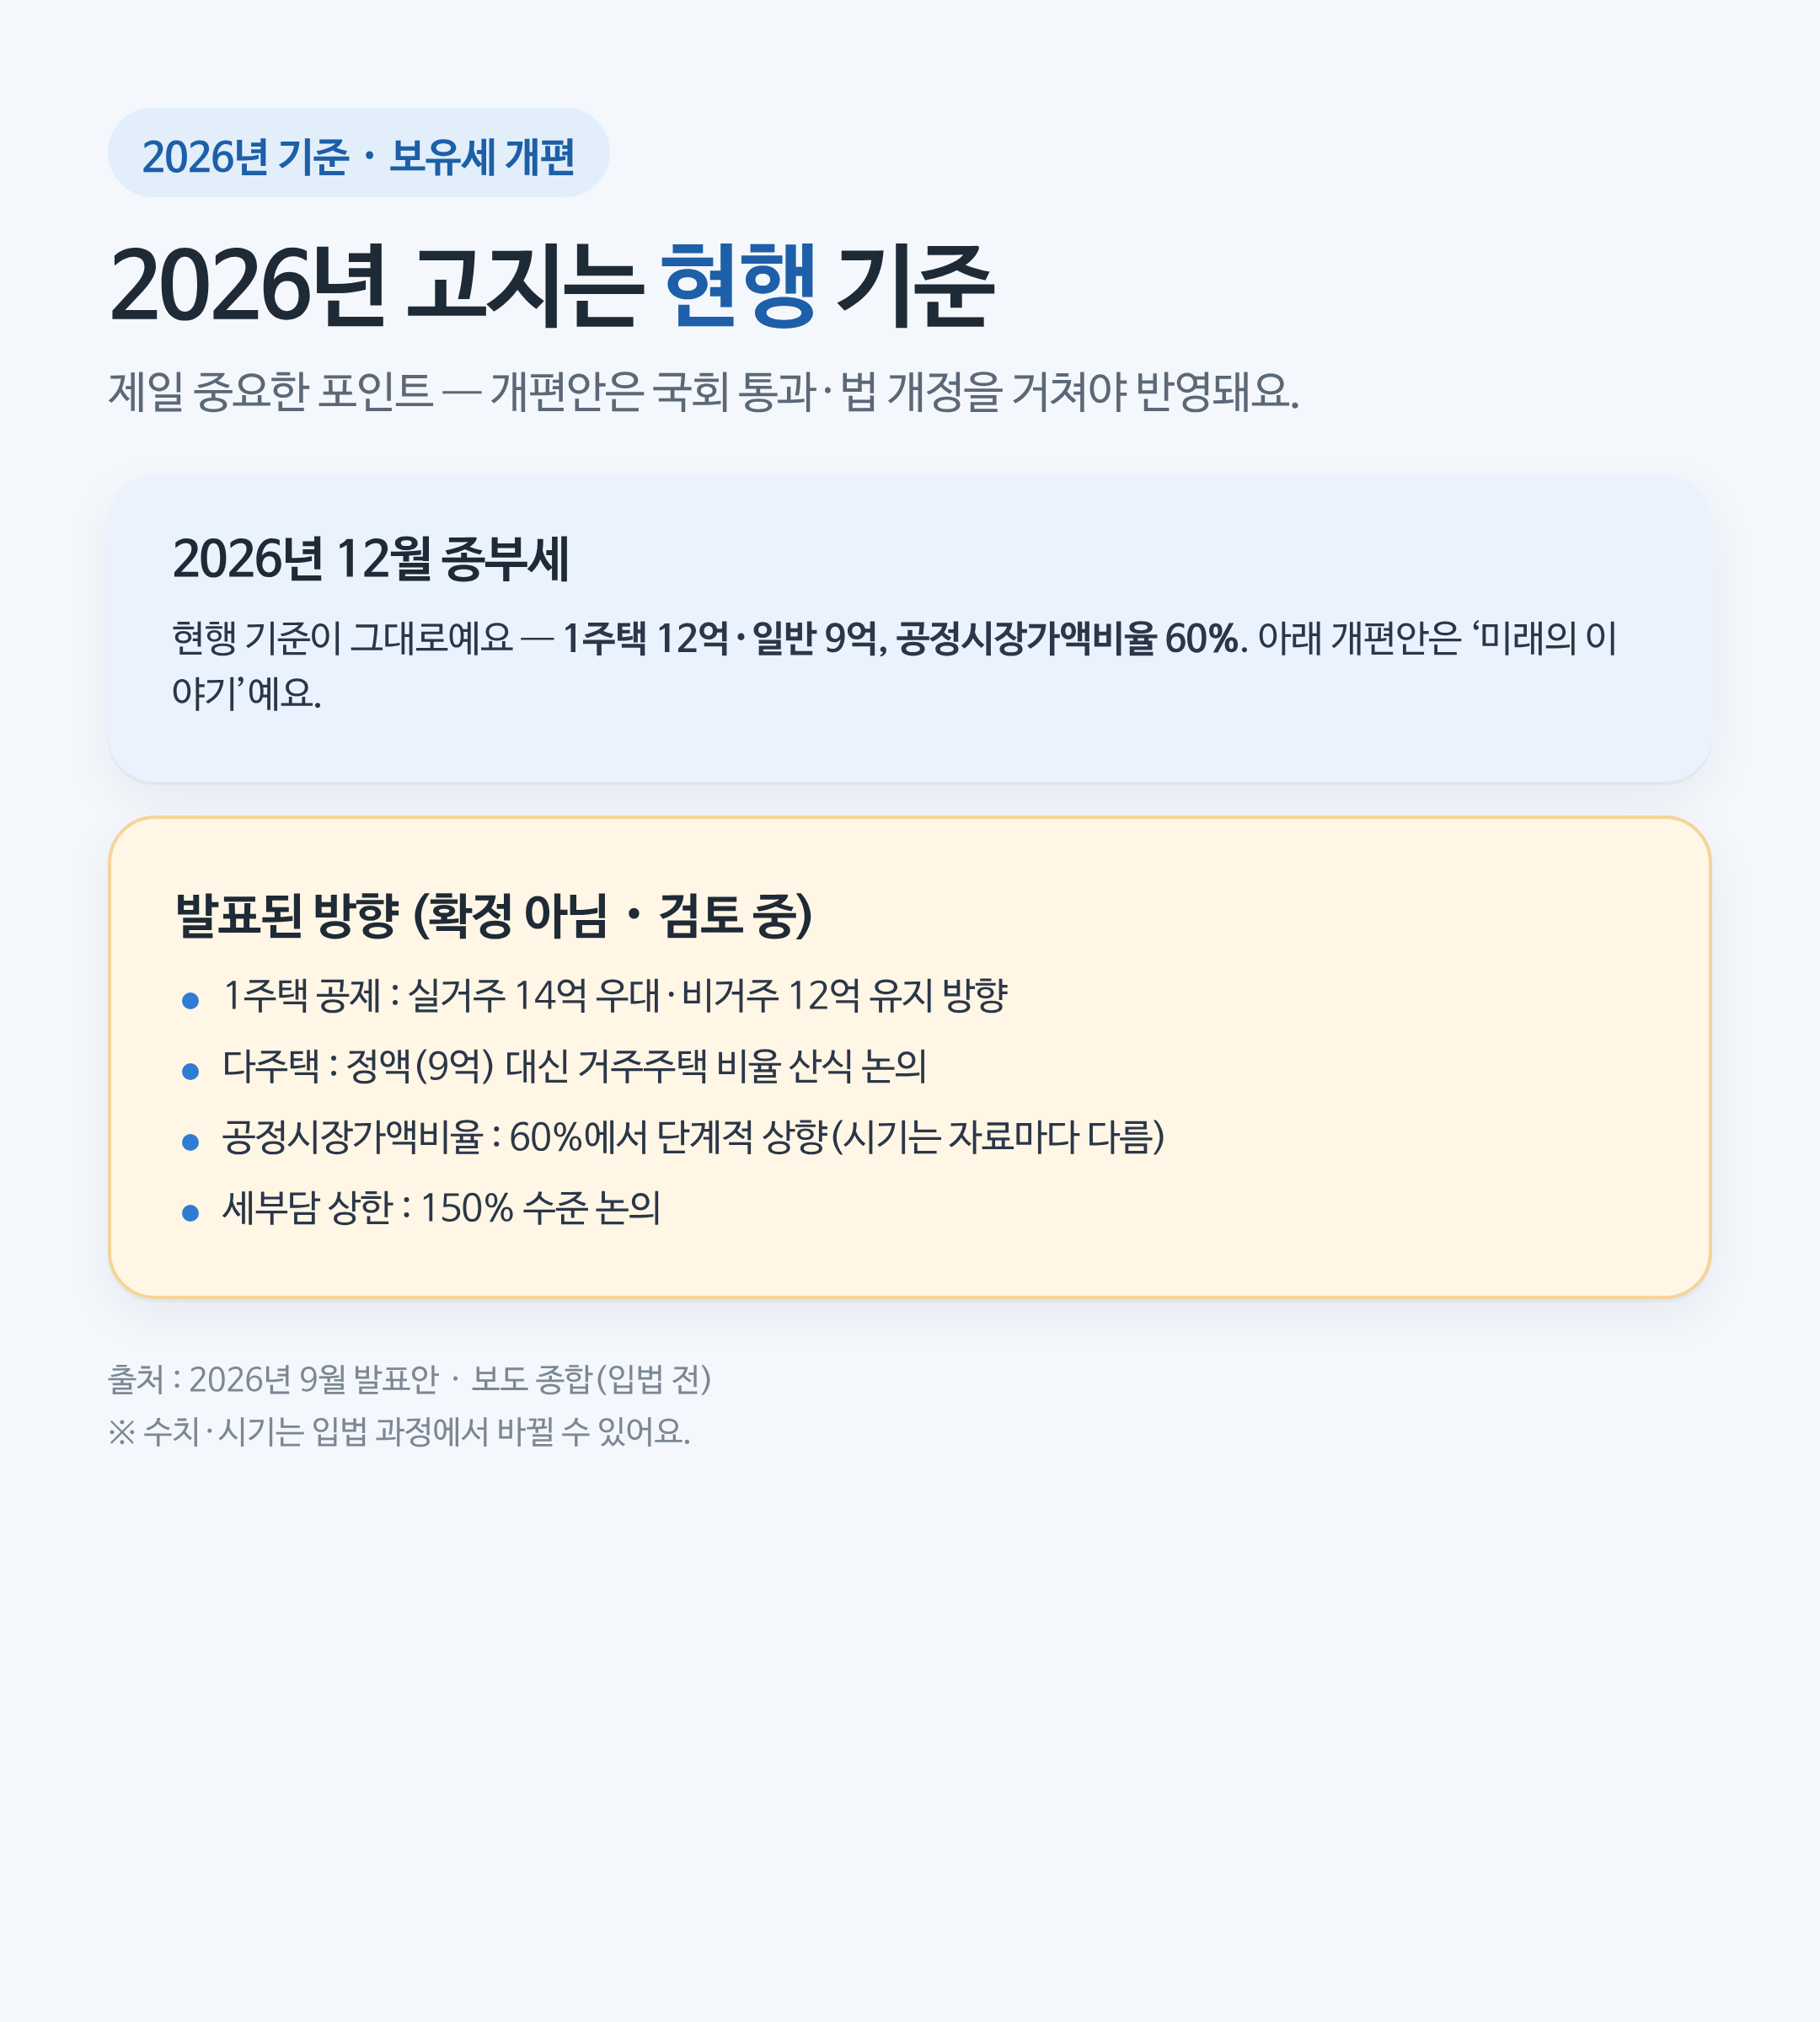 2026년 기준 · 보유세 개편
2026년 고지는 현행 기준
제일 중요한 포인트 — 개편안은 국회 통과·법 개정을 거쳐야 반영돼요.
2026년 12월 종부세
현행 기준이 그대로예요 — 1주택 12억·일반 9억, 공정시장가액비율 60%. 아래 개편안은 ‘미래의 이
야기’예요.
발표된 방향 (확정 아님 · 검토 중)
● 1주택 공제 : 실거주 14억 우대·비거주 12억 유지 방향
● 다주택 : 정액(9억) 대신 거주주택 비율 산식 논의
● 공정시장가액비율 : 60%에서 단계적 상향(시기는 자료마다 다름)
● 세부담 상한 : 150% 수준 논의
출처 : 2026년 9월 발표안 · 보도 종합(입법 전)
※ 수치·시기는 입법 과정에서 바뀔 수 있어요.